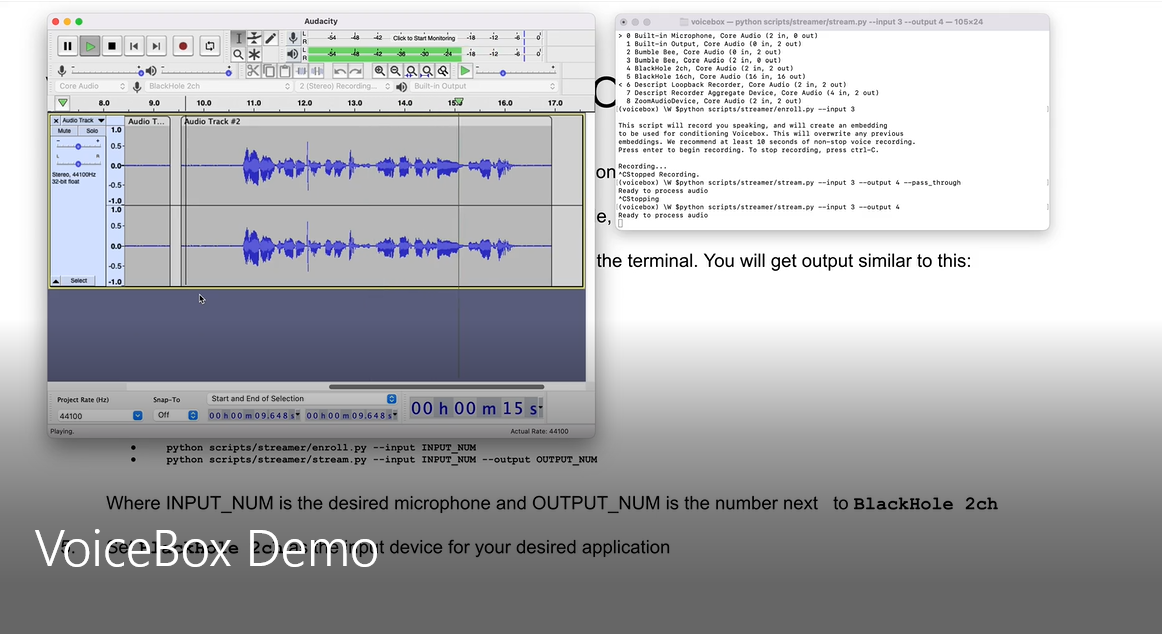 Audacity
Click to Start Monitoring
Core Audio
BlackHole 2ch
2 (Stereo) Recording...
Built-in Output
8.0 9.0 10.0 11.0 12.0 13.0 14.0 15.0 16.0 17.0
Audio Track
Mute Solo
Stereo, 44100Hz
32-bit float
Select
1.0
0.5
0.0
-0.5
-1.0
1.0
0.5
0.0
-0.5
-1.0
Audio T...
Audio Track #2
Project Rate (Hz)
44100
Snap-To
Off
Start and End of Selection
00 h 00 m 09.648 s
00 h 00 m 09.648 s
00 h 00 m 15 s
Playing.
Actual Rate: 44100
voicebox — python scripts/streamer/stream.py --input 3 --output 4 — 105×24
> 0 Built-in Microphone, Core Audio (2 in, 0 out)
1 Built-in Output, Core Audio (0 in, 2 out)
2 Bumble Bee, Core Audio (0 in, 2 out)
3 Bumble Bee, Core Audio (2 in, 0 out)
4 BlackHole 2ch, Core Audio (2 in, 2 out)
5 BlackHole 16ch, Core Audio (16 in, 16 out)
< 6 Descript Loopback Recorder, Core Audio (2 in, 2 out)
7 Descript Recorder Aggregate Device, Core Audio (4 in, 2 out)
8 ZoomAudioDevice, Core Audio (2 in, 2 out)
(voicebox) \W $python scripts/streamer/enroll.py --input 3
This script will record you speaking, and will create an embedding
to be used for conditioning Voicebox. This will overwrite any previous
embeddings. We recommend at least 10 seconds of non-stop voice recording.
Press enter to begin recording. To stop recording, press ctrl-C.
Recording...
^CStopped Recording.
(voicebox) \W $python scripts/streamer/stream.py --input 3 --output 4 --pass_through
Ready to process audio
^CStopping
(voicebox) \W $python scripts/streamer/stream.py --input 3 --output 4
Ready to process audio
on
e,
the terminal. You will get output similar to this:
• python scripts/streamer/enroll.py --input INPUT_NUM
• python scripts/streamer/stream.py --input INPUT_NUM --output OUTPUT_NUM
Where INPUT_NUM is the desired microphone and OUTPUT_NUM is the number next to BlackHole 2ch
5. Set BlackHole 2ch as the input device for your desired application
VoiceBox Demo